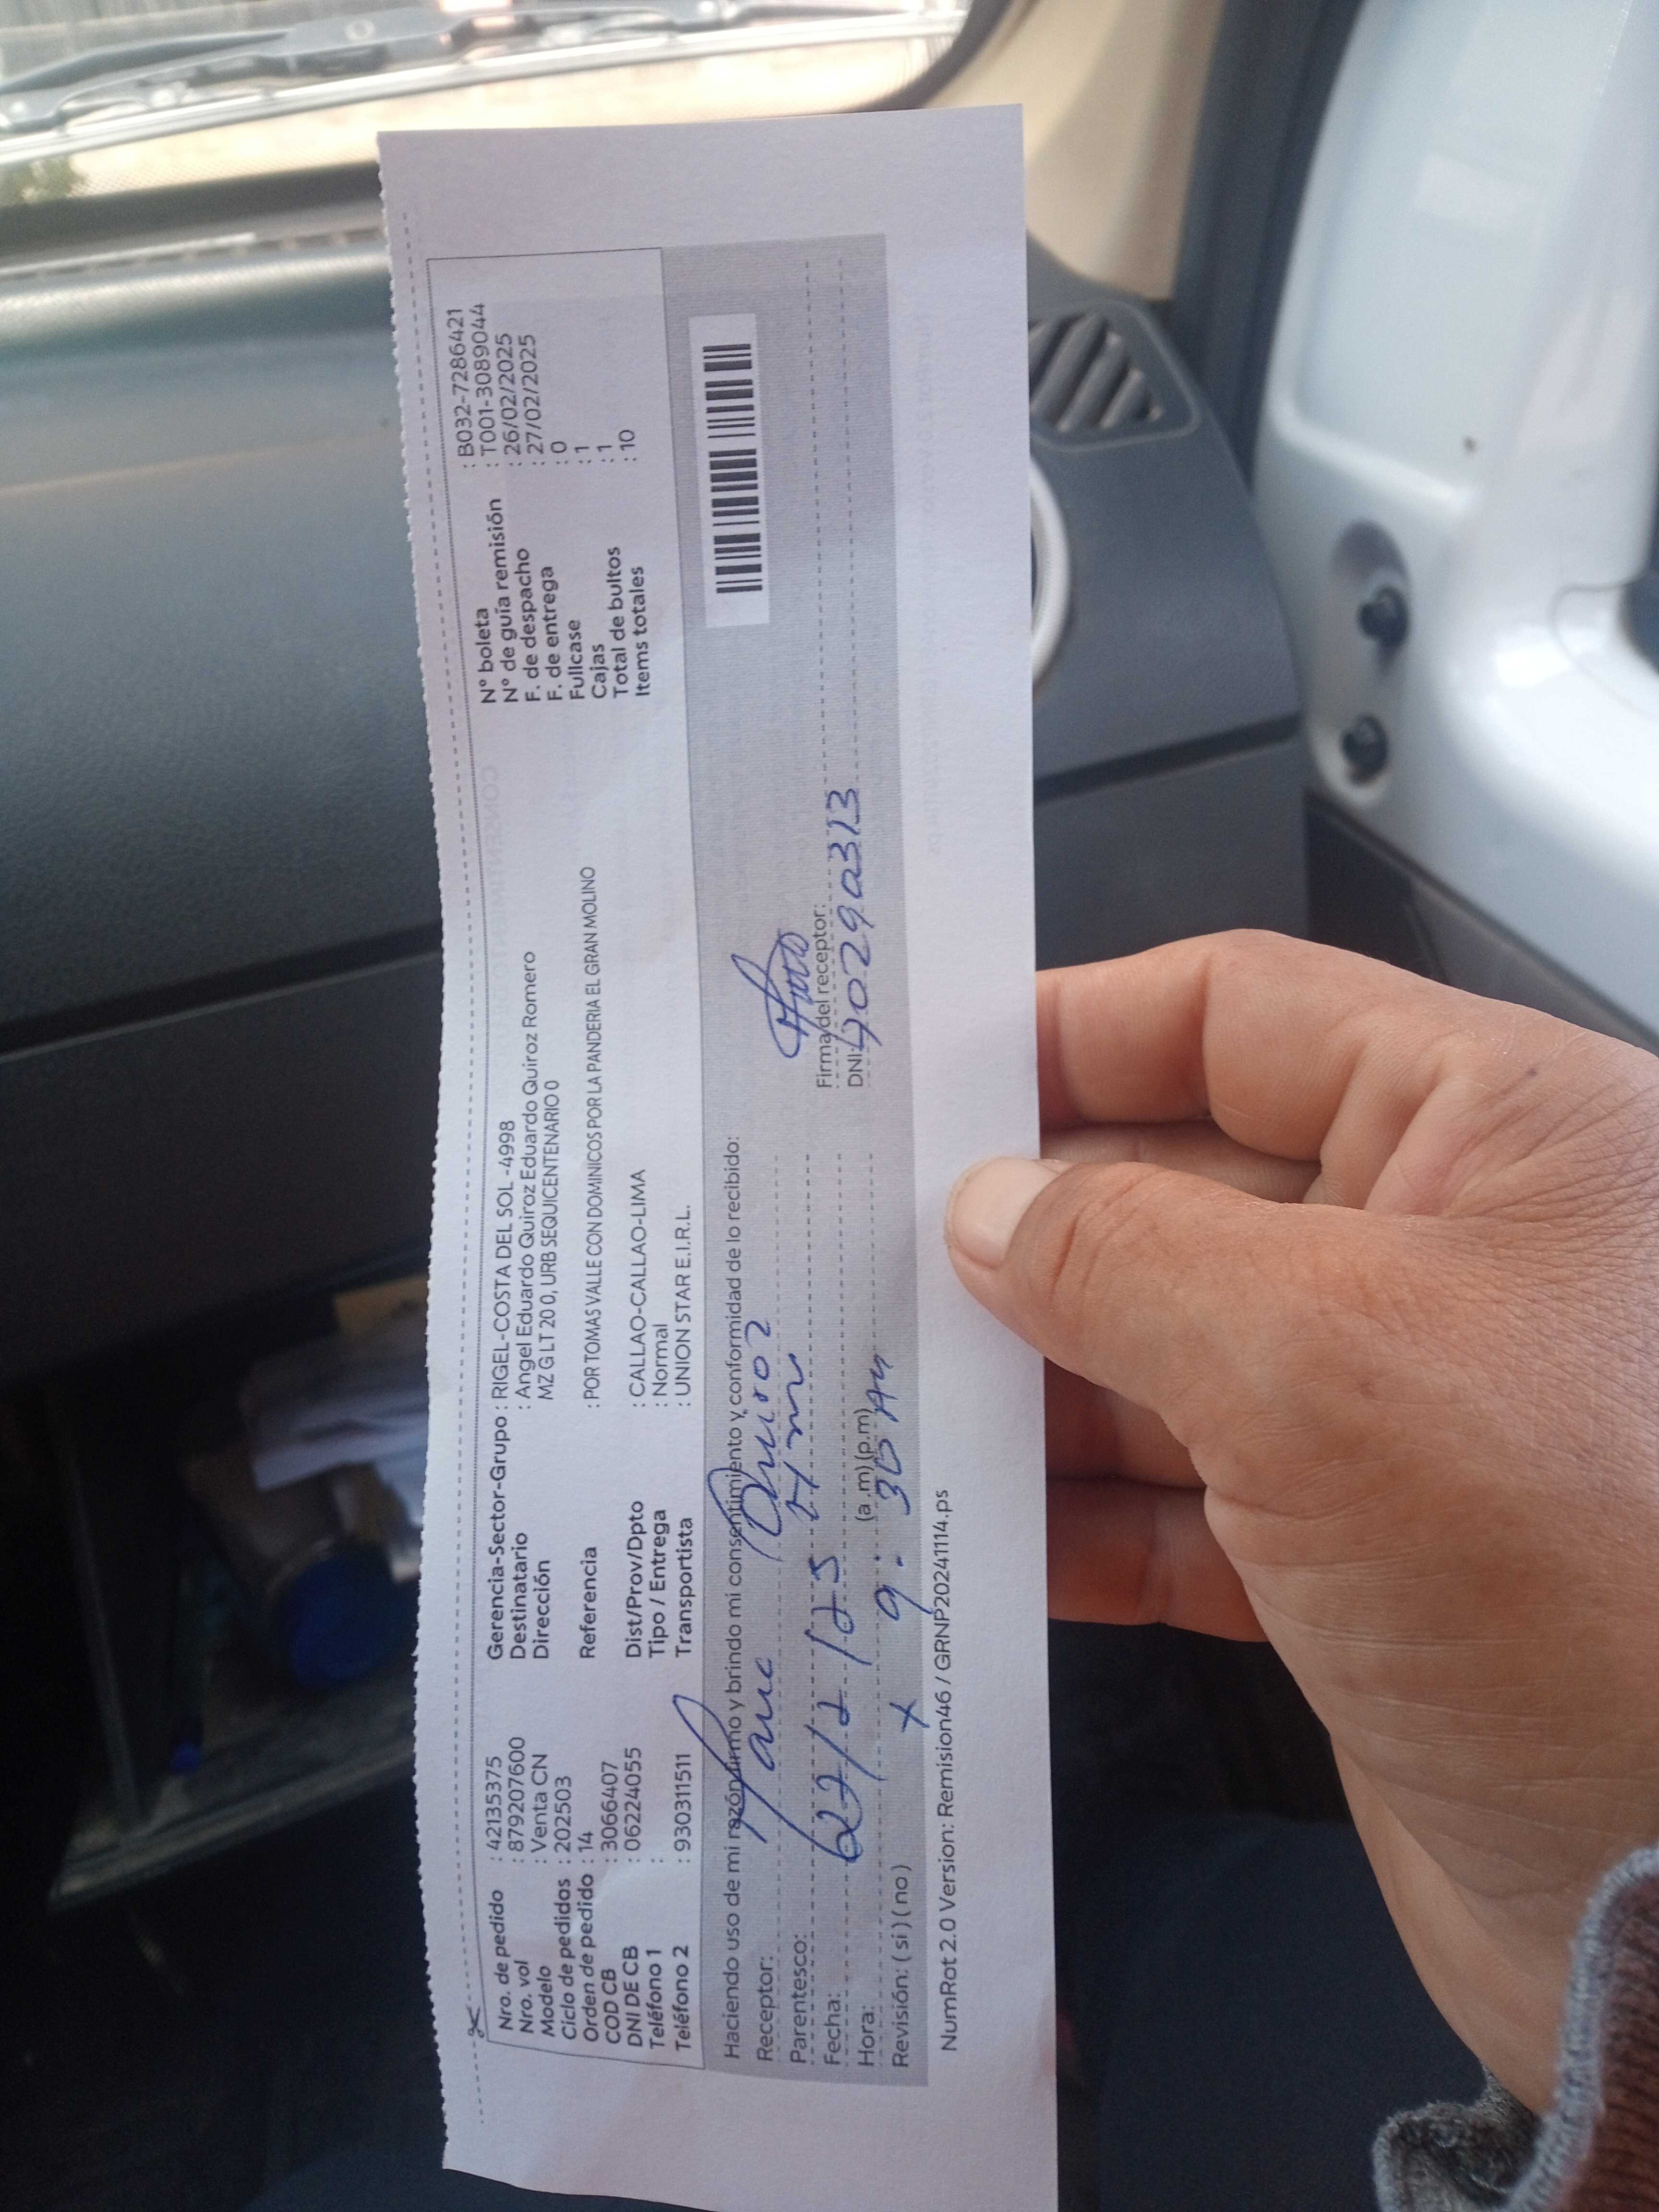 Nro. de pedido : 42135375
Nro. vol : 879207600
Modelo : Venta CN
Ciclo de pedidos : 202503
Orden de pedido : 14
COD CB : 3066407
DNI DE CB : 06224055
Teléfono 1 :
Teléfono 2 : 930311511
Gerencia-Sector-Grupo : RIGEL-COSTA DEL SOL -4998
Destinatario : Angel Eduardo Quiroz Eduardo Quiroz Romero
Dirección MZ G LT 20 0, URB SEQUICENTENARIO 0
Referencia : POR TOMAS VALLE CON DOMINICOS POR LA PANDERIA EL GRAN MOLINO
Dist/Prov/Dpto : CALLAO-CALLAO-LIMA
Tipo / Entrega : Normal
Transportista : UNION STAR E.I.R.L.
N° boleta : B032-7286421
N° de guía remisión : T001-3089044
F. de despacho : 26/02/2025
F. de entrega : 27/02/2025
Fullcase : 0
Cajas : 1
Total de bultos : 1
Items totales : 10
Haciendo uso de mi razón firmo y brindo mi consentimiento y conformidad de lo recibido:
Receptor: Quiroz
Parentesco:
Fecha: 27/2/25
Hora: 9:30 AM (a.m) (p.m)
Revisión: ( si ) ( no ) x
Firma del receptor:
DNI:
NumRot 2.0 Version: Remision46 / GRNP20241114.ps